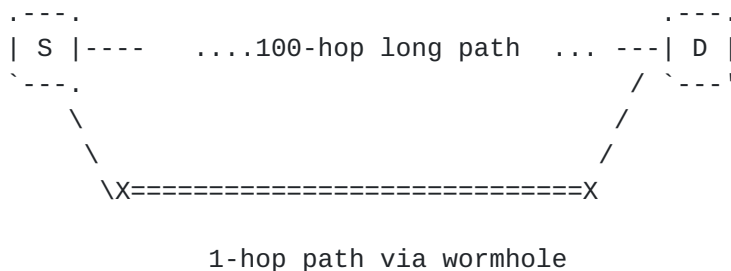 .---.                                           .---.
| S |----   ....100-hop long path  ... ---| D |
`---.                                         / `---'
    \                                        /
     \                                      /
      \X=============================X
1-hop path via wormhole